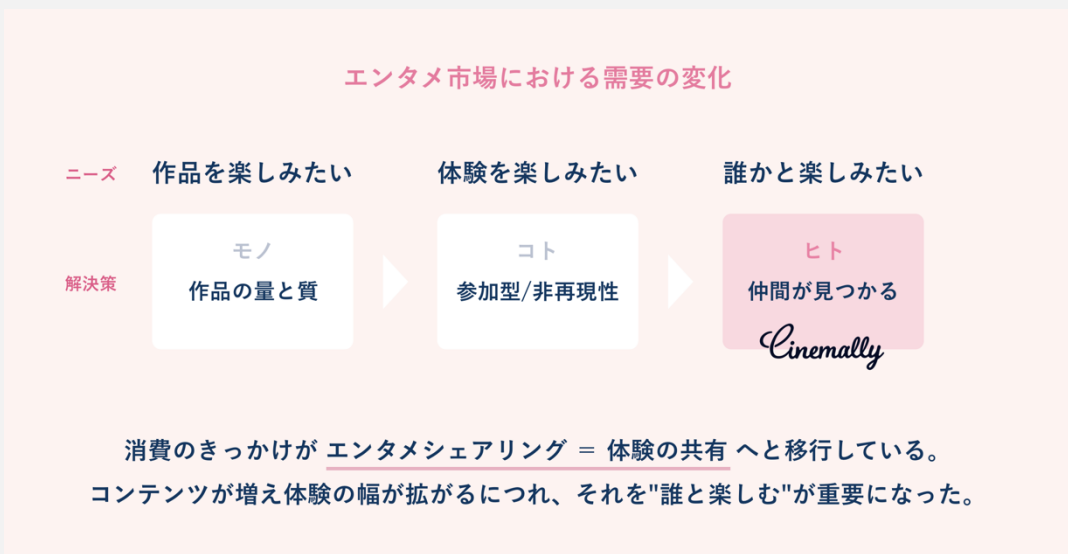 エンタメ市場における需要の変化
ニーズ
作品を楽しみたい
体験を楽しみたい
誰かと楽しみたい
解決策
モノ
作品の量と質
コト
参加型/非再現性
ヒト
仲間が見つかる
Cinemally
消費のきっかけが エンタメシェアリング = 体験の共有 へと移行している。
コンテンツが増え体験の幅が拡がるにつれ、それを"誰と楽しむ"が重要になった。